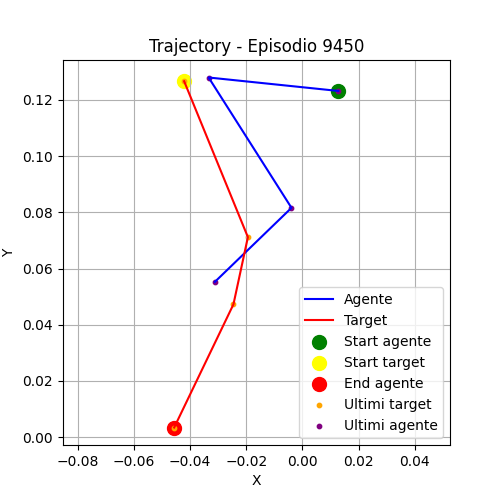 Trajectory - Episodio 9450
Y
0.12
0.10
0.08
0.06
0.04
0.02
0.00
−0.08
−0.06
−0.04
−0.02
0.00
0.02
0.04
X
Agente
Target
Start agente
Start target
End agente
Ultimi target
Ultimi agente